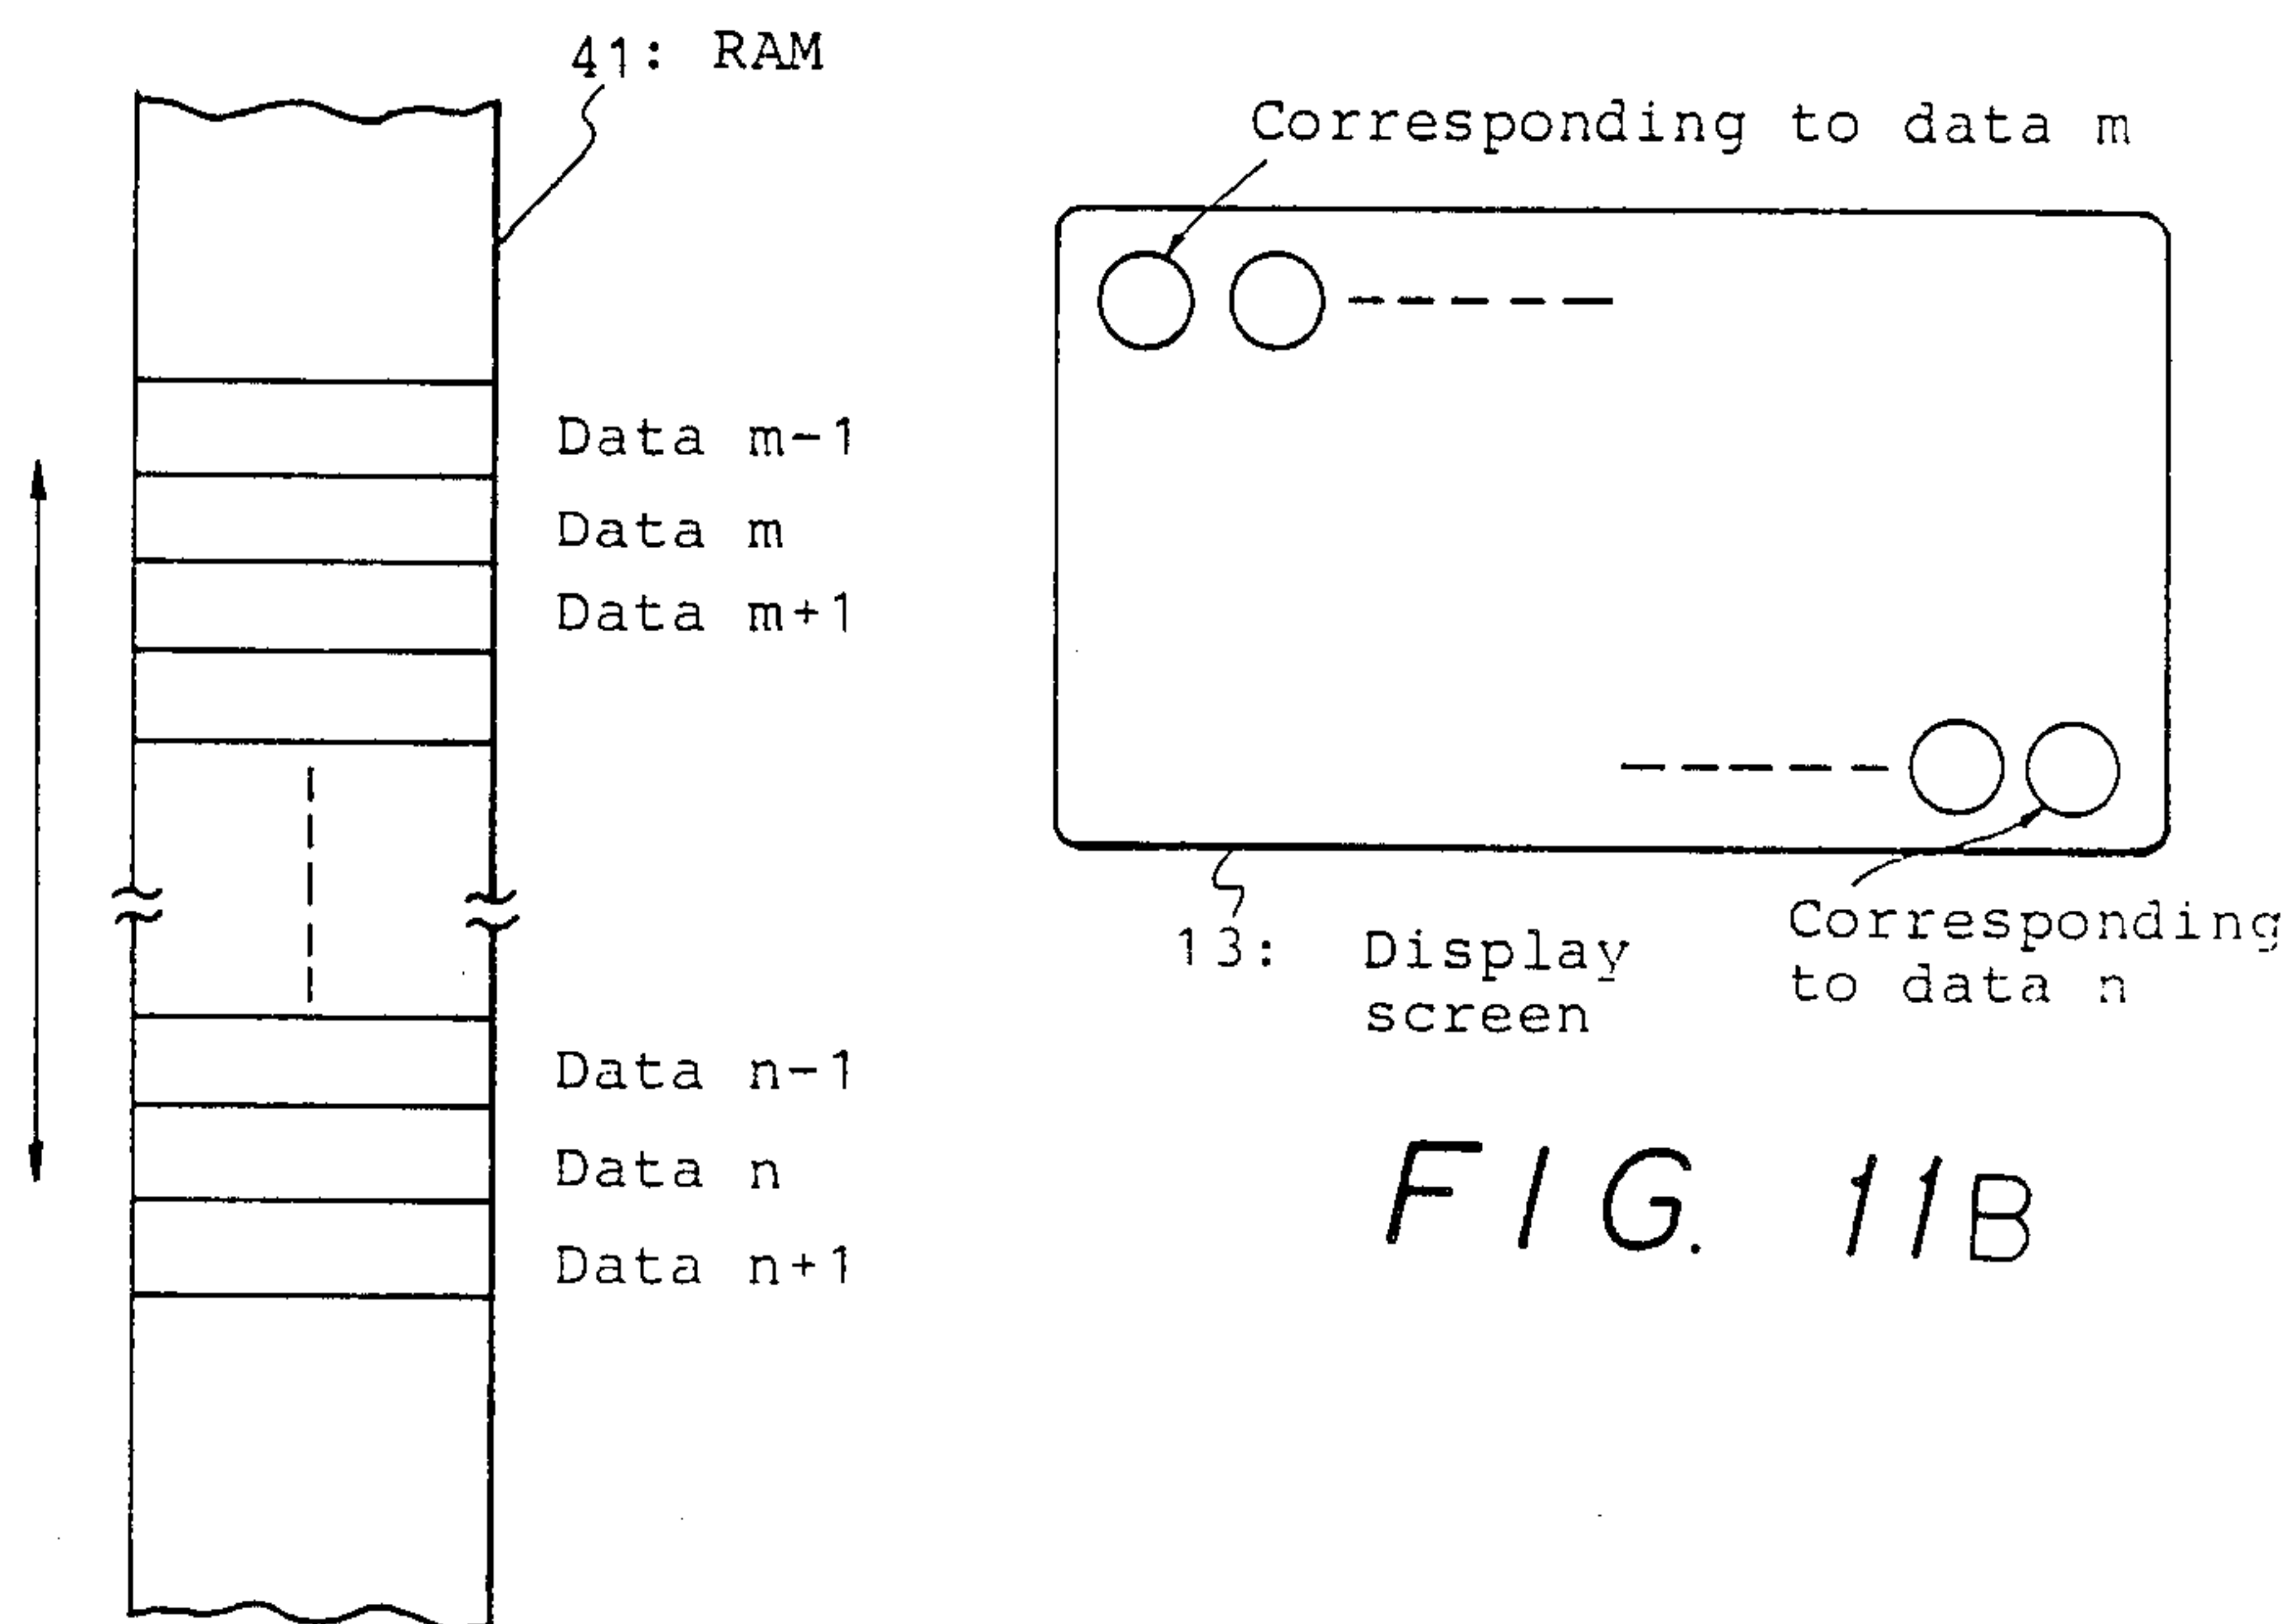 41: RAM
Data m-1
Data m
Data m+1
Data n-1
Data n
Data n+1
Corresponding to data m
13: Display
screen
Corresponding
to data n
FIG. 11B